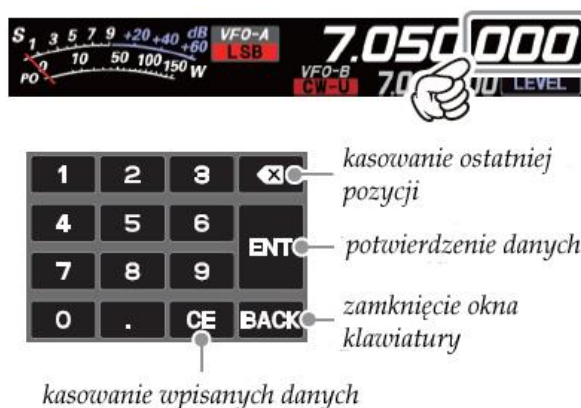 S 1 3 5 7 9 +20 +40 +60 dB
PO 0 10 50 100 150 W
VFO-A
LSB
7.050.000
VFO-B
CW-U
LEVEL
1 2 3
kasowanie ostatniej
pozycji
4 5 6
ENT
potwierdzenie danych
7 8 9
0 . CE BACK
zamknięcie okna
klawiatury
kasowanie wpisanych danych